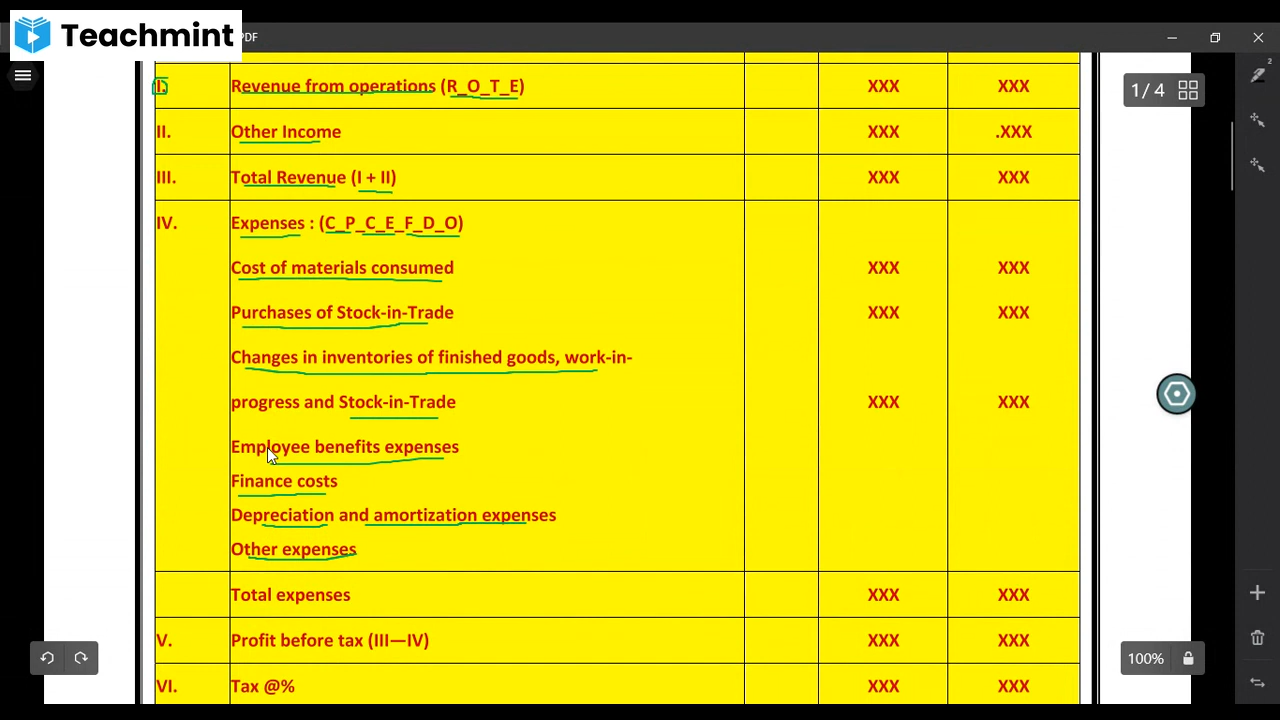 Teachmint
PDF
I. Revenue from operations (R_O_T_E) XXX XXX
1/4
II. Other Income XXX .XXX
III. Total Revenue (I + II) XXX XXX
IV. Expenses : (C_P_C_E_F_D_O)
Cost of materials consumed XXX XXX
Purchases of Stock-in-Trade XXX XXX
Changes in inventories of finished goods, work-in-
progress and Stock-in-Trade XXX XXX
Employee benefits expenses
Finance costs
Depreciation and amortization expenses
Other expenses
Total expenses XXX XXX
V. Profit before tax (III—IV) XXX XXX
100%
VI. Tax @% XXX XXX
2